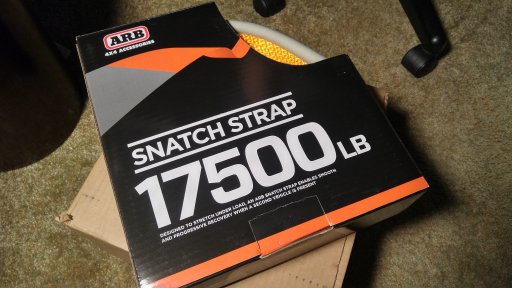 ARB
4X4 ACCESSORIES
SNATCH STRAP
17500LB
DESIGNED TO STRETCH UNDER LOAD, AN ARB SNATCH STRAP ENABLES SMOOTH
AND PROGRESSIVE RECOVERY WHEN A SECOND VEHICLE IS PRESENT